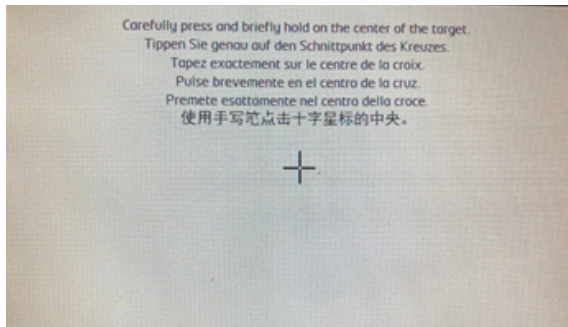 Carefully press and briefly hold on the center of the target.
Tippen Sie genau auf den Schnittpunkt des Kreuzes.
Tapez exactement sur le centre de la croix.
Pulse brevemente en el centro de la cruz.
Premete esattamente nel centro della croce.
使用手写笔点击十字星标的中央。